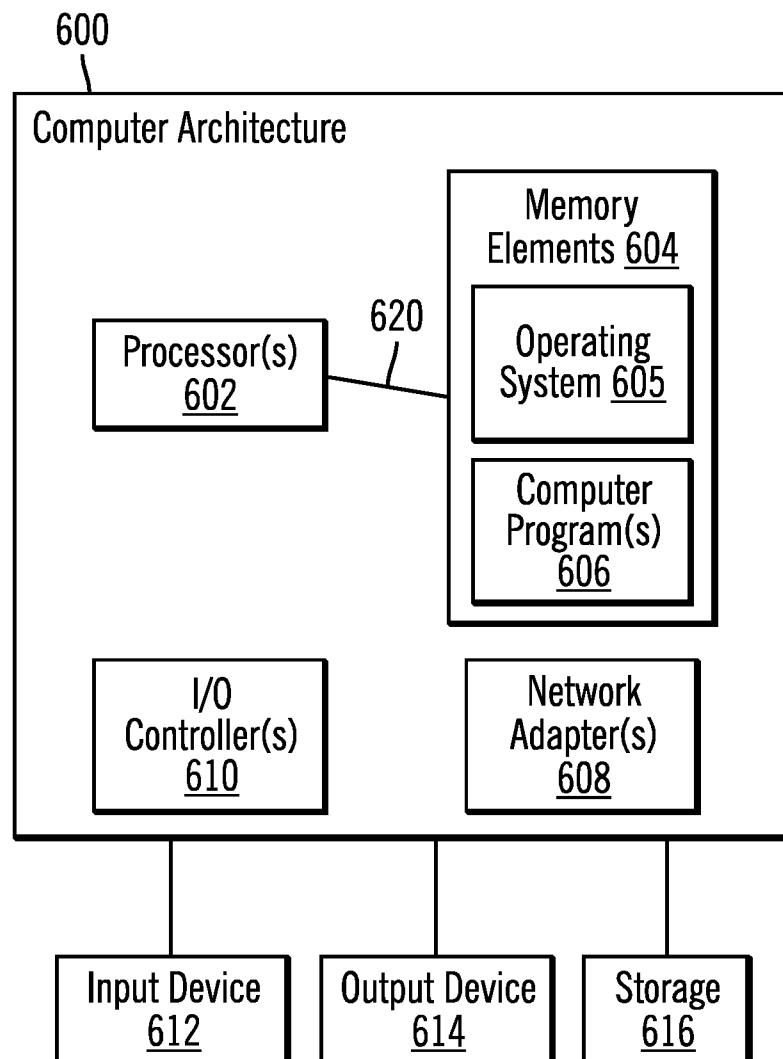 600
Computer Architecture
Memory
Elements 604
620
Processor(s)
602
Operating
System 605
Computer
Program(s)
606
I/O
Controller(s)
610
Network
Adapter(s)
608
Input Device
612
Output Device
614
Storage
616